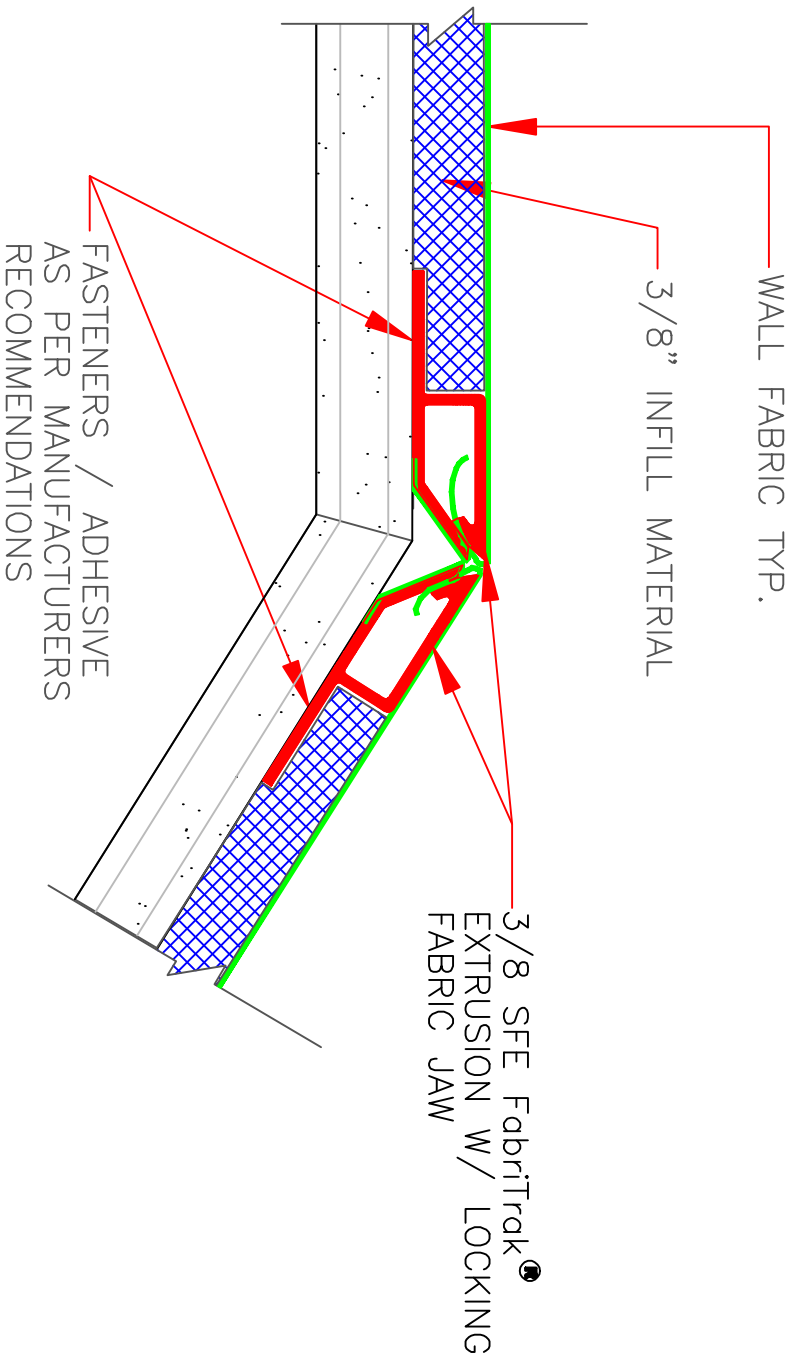 WALL FABRIC TYP.
3/8” INFILL MATERIAL
3/8 SFE FabriTrak®
EXTRUSION W/ LOCKING
FABRIC JAW
FASTENERS / ADHESIVE
AS PER MANUFACTURERS
RECOMMENDATIONS